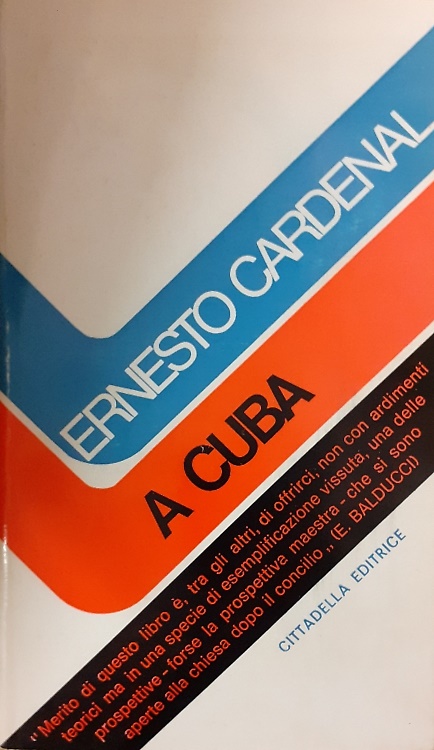 ERNESTO CARDENAL
A CUBA
„Merito di questo libro è, tra gli altri, di offrirci, non con ardimenti
teorici ma in una specie di esemplificazione vissuta, una delle
prospettive - forse la prospettiva maestra - che si sono
aperte alla chiesa dopo il concilio„ (E. BALDUCCI)
CITTADELLA EDITRICE